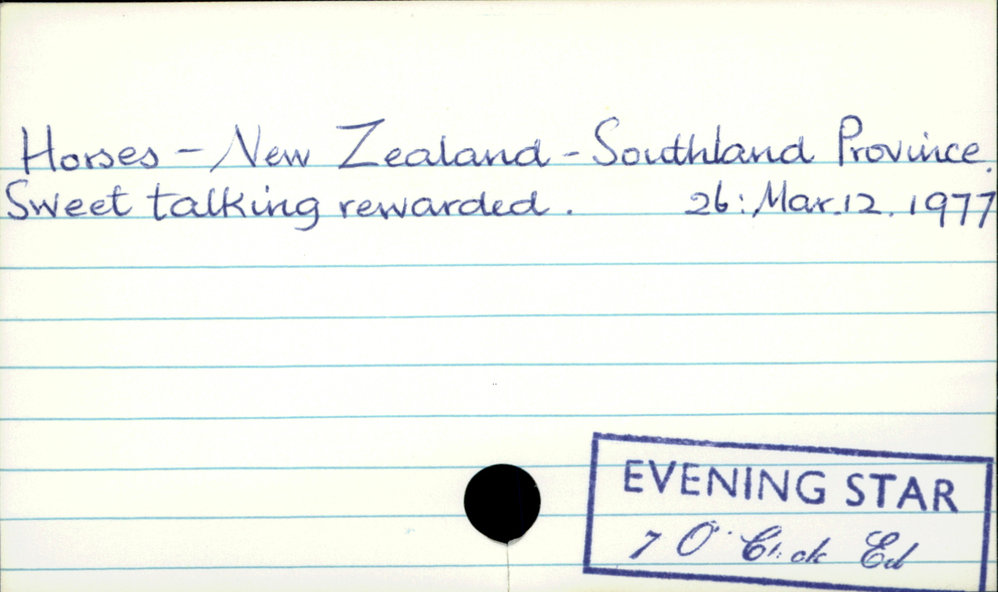 Horses - New Zealand - Southland Province.
Sweet talking rewarded. 26: Mar. 12. 1977
EVENING STAR
7 O' Clock Ed